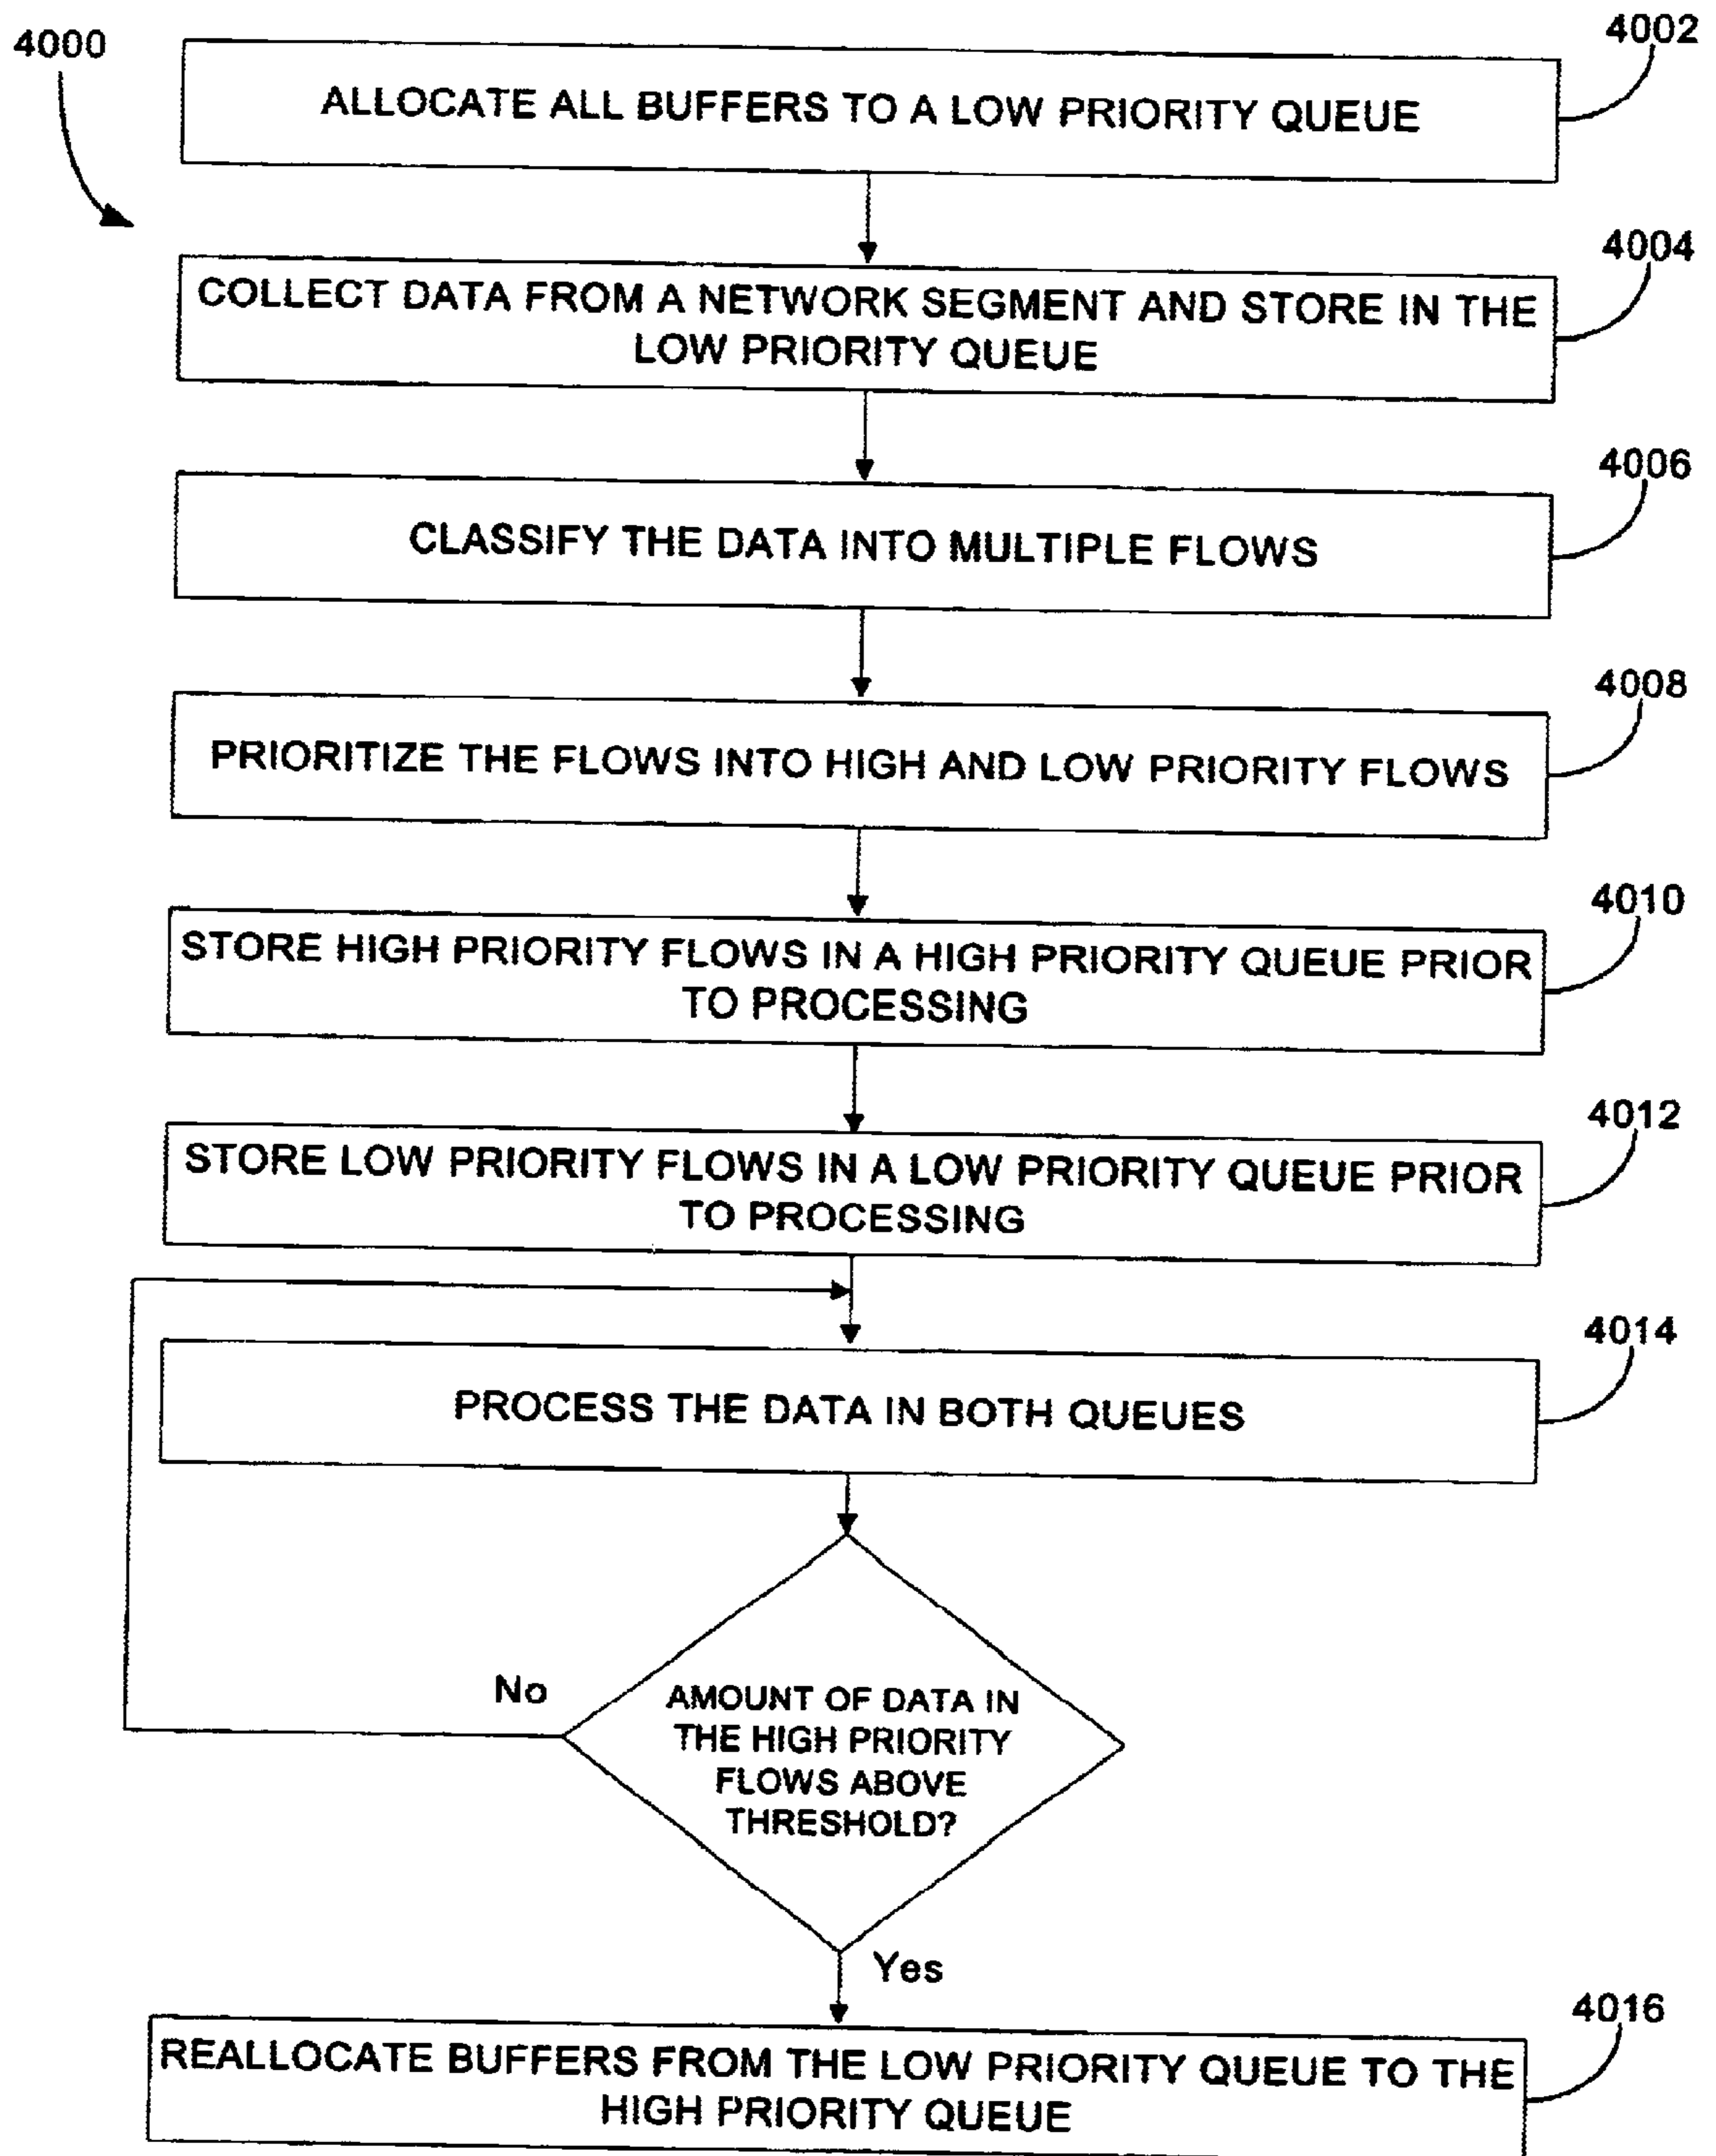 4000
4002
ALLOCATE ALL BUFFERS TO A LOW PRIORITY QUEUE
4004
COLLECT DATA FROM A NETWORK SEGMENT AND STORE IN THE
LOW PRIORITY QUEUE
4006
CLASSIFY THE DATA INTO MULTIPLE FLOWS
4008
PRIORITIZE THE FLOWS INTO HIGH AND LOW PRIORITY FLOWS
4010
STORE HIGH PRIORITY FLOWS IN A HIGH PRIORITY QUEUE PRIOR
TO PROCESSING
4012
STORE LOW PRIORITY FLOWS IN A LOW PRIORITY QUEUE PRIOR
TO PROCESSING
4014
PROCESS THE DATA IN BOTH QUEUES
No
AMOUNT OF DATA IN
THE HIGH PRIORITY
FLOWS ABOVE
THRESHOLD?
Yes
4016
REALLOCATE BUFFERS FROM THE LOW PRIORITY QUEUE TO THE
HIGH PRIORITY QUEUE